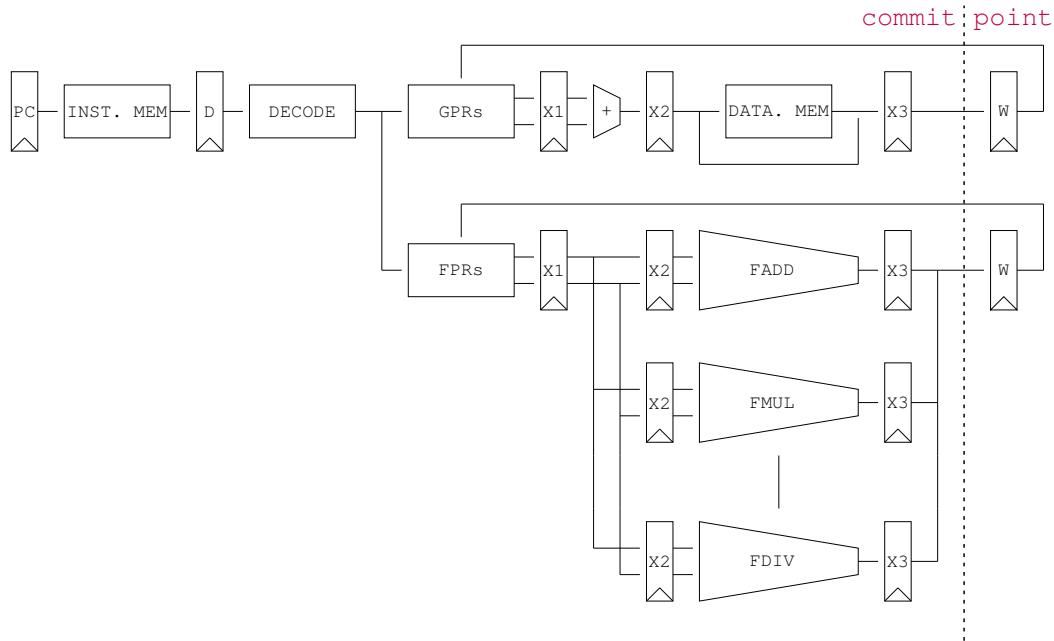 commit point
PC INST. MEM D DECODE GPRs X1 + X2 DATA. MEM X3 W
FPRs X1 X2 FADD X3 W
X2 FMUL X3
X2 FDIV X3